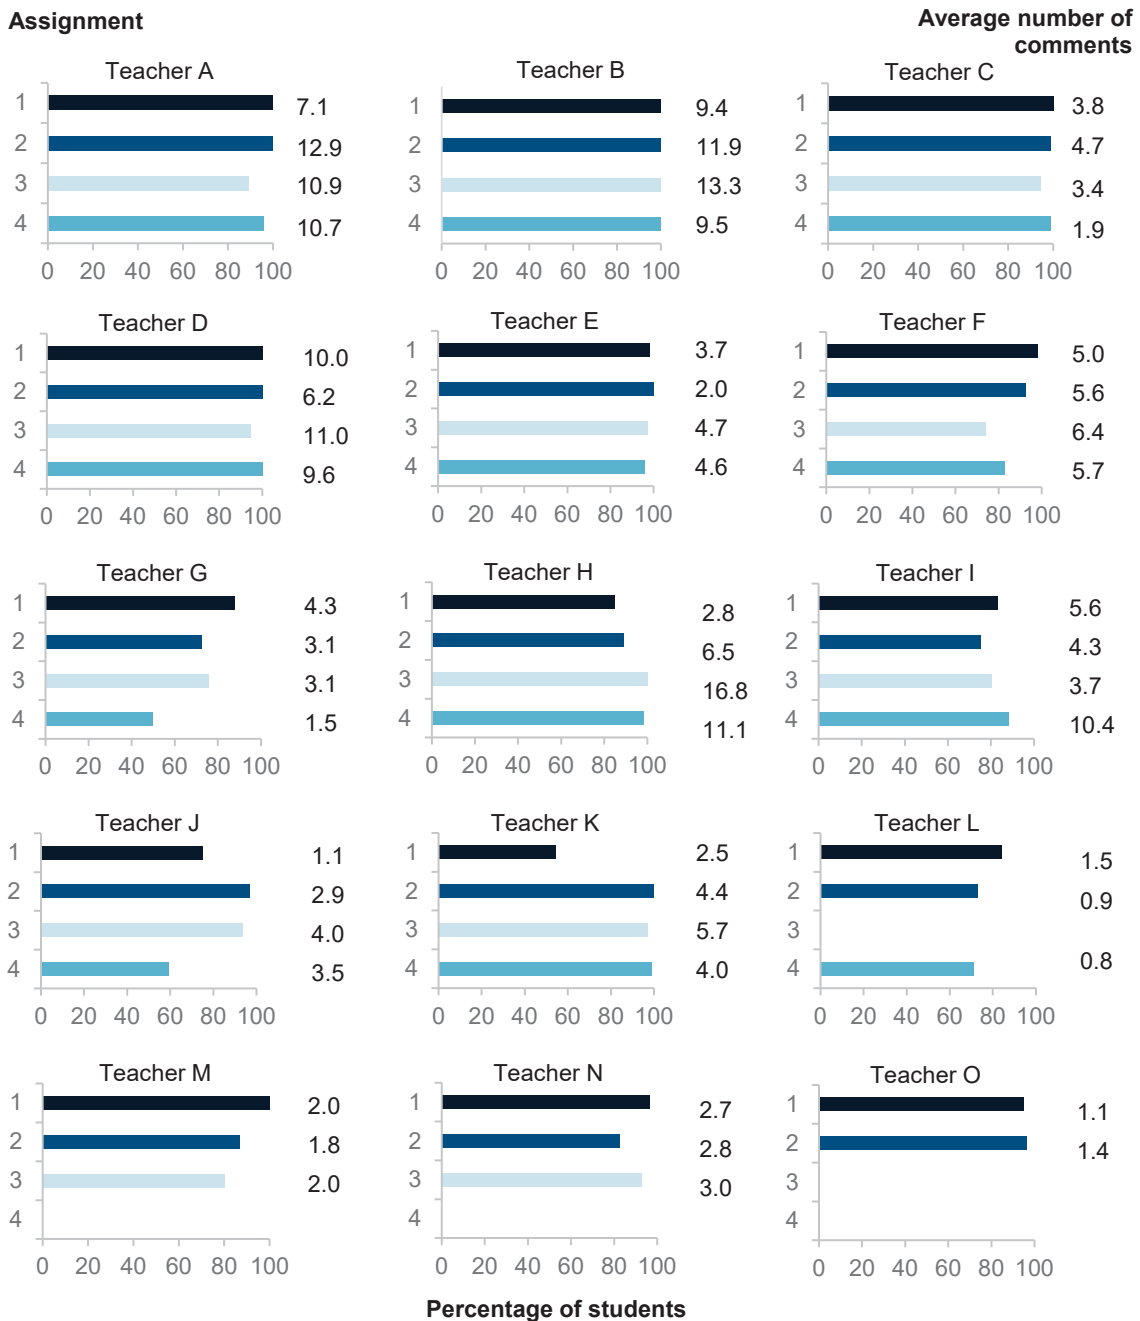 Assignment
Average number of
comments
Teacher A
1 7.1
2 12.9
3 10.9
4 10.7
0 20 40 60 80 100
Teacher B
1 9.4
2 11.9
3 13.3
4 9.5
0 20 40 60 80 100
Teacher C
1 3.8
2 4.7
3 3.4
4 1.9
0 20 40 60 80 100
Teacher D
1 10.0
2 6.2
3 11.0
4 9.6
0 20 40 60 80 100
Teacher E
1 3.7
2 2.0
3 4.7
4 4.6
0 20 40 60 80 100
Teacher F
1 5.0
2 5.6
3 6.4
4 5.7
0 20 40 60 80 100
Teacher G
1 4.3
2 3.1
3 3.1
4 1.5
0 20 40 60 80 100
Teacher H
1 2.8
2 6.5
3 16.8
4 11.1
0 20 40 60 80 100
Teacher I
1 5.6
2 4.3
3 3.7
4 10.4
0 20 40 60 80 100
Teacher J
1 1.1
2 2.9
3 4.0
4 3.5
0 20 40 60 80 100
Teacher K
1 2.5
2 4.4
3 5.7
4 4.0
0 20 40 60 80 100
Teacher L
1 1.5
2 0.9
3
4 0.8
0 20 40 60 80 100
Teacher M
1 2.0
2 1.8
3 2.0
4
0 20 40 60 80 100
Teacher N
1 2.7
2 2.8
3 3.0
4
0 20 40 60 80 100
Teacher O
1 1.1
2 1.4
3
4
0 20 40 60 80 100
Percentage of students